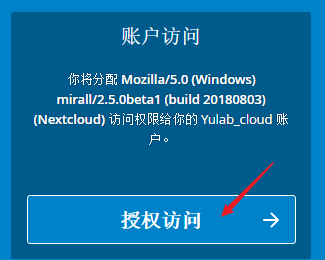 账户访问
你将分配 Mozilla/5.0 (Windows)
mirall/2.5.0beta1 (build 20180803)
(Nextcloud) 访问权限给你的 Yulab_cloud 账
户。
授权访问